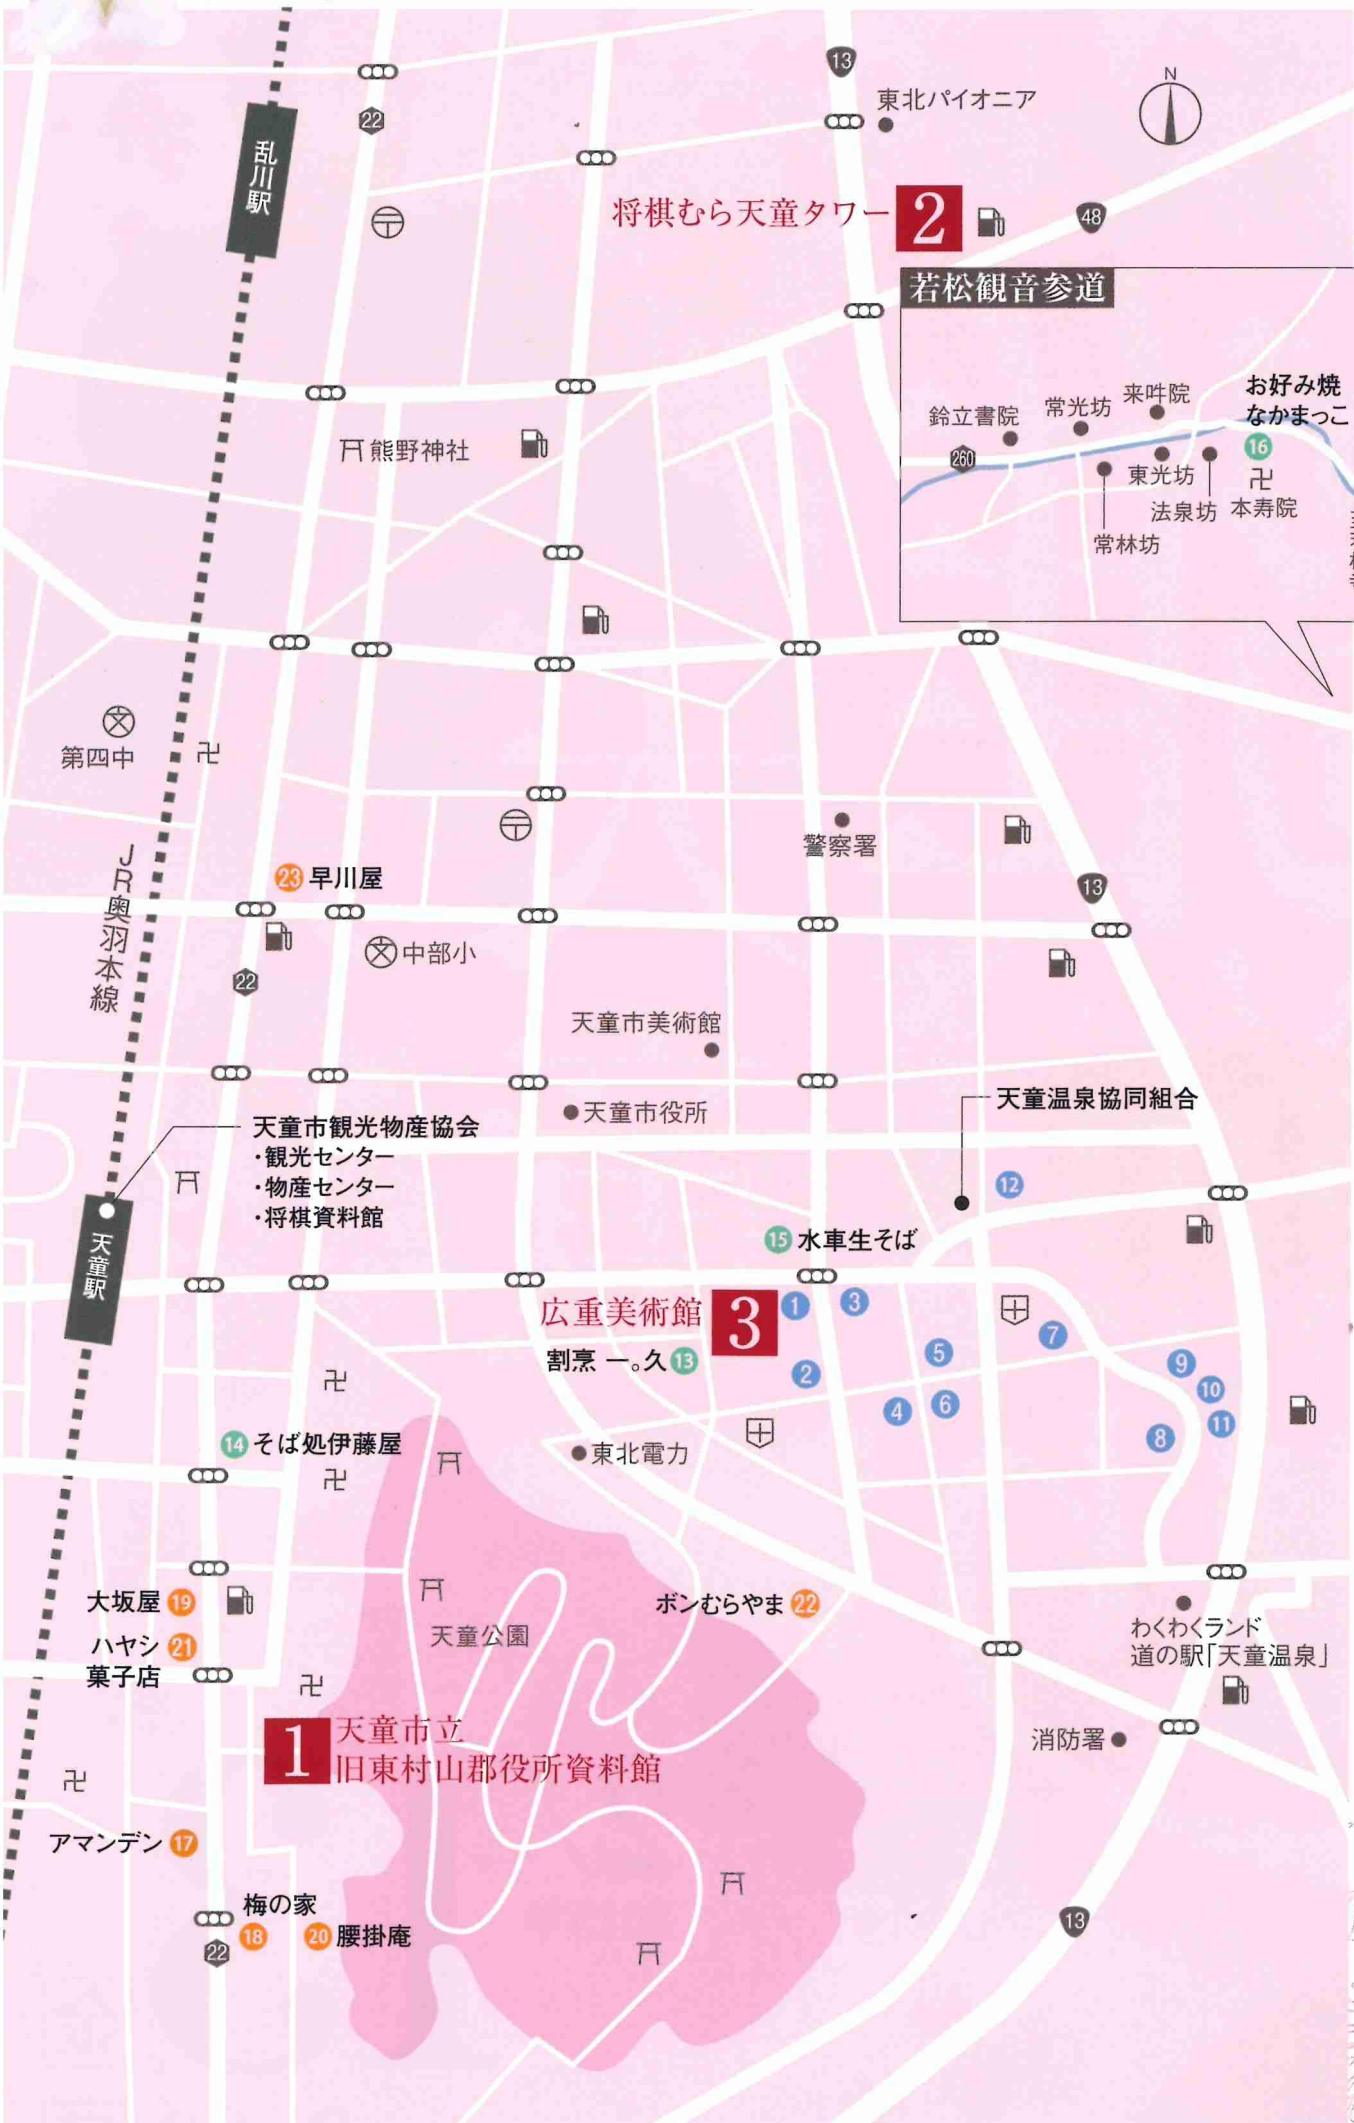 13
N
東北パイオニア
22
乱川駅
将棋むら天童タワー
2
48
若松観音参道
お好み焼
なかまっこ
16
来吽院
常光坊
鈴立書院
260
東光坊
法泉坊
本寿院
常林坊
熊野神社
第四中
警察署
23 早川屋
13
中部小
JR奥羽本線
22
天童市美術館
天童市役所
天童温泉協同組合
天童市観光物産協会
・観光センター
・物産センター
・将棋資料館
12
天童駅
15 水車生そば
広重美術館
3
1
3
割烹 一。久 13
2
5
7
9
10
4
6
11
8
14 そば処伊藤屋
東北電力
大坂屋 19
ボンむらやま 22
天童公園
わくわくランド
道の駅「天童温泉」
ハヤシ 21
菓子店
1
天童市立
旧東村山郡役所資料館
消防署
アマンデン 17
梅の家
18
20 腰掛庵
13
22